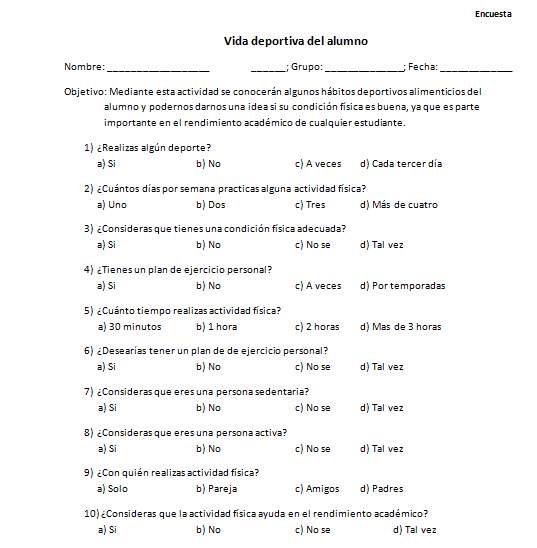 Encuesta
Vida deportiva del alumno
Nombre: ___________________ ______; Grupo: ______________; Fecha: _____________
Objetivo: Mediante esta actividad se conocerán algunos hábitos deportivos alimenticios del
alumno y podernos darnos una idea si su condición física es buena, ya que es parte
importante en el rendimiento académico de cualquier estudiante.
1) ¿Realizas algún deporte?
a) Si b) No c) A veces d) Cada tercer día
2) ¿Cuántos días por semana practicas alguna actividad física?
a) Uno b) Dos c) Tres d) Más de cuatro
3) ¿Consideras que tienes una condición física adecuada?
a) Si b) No c) No se d) Tal vez
4) ¿Tienes un plan de ejercicio personal?
a) Si b) No c) A veces d) Por temporadas
5) ¿Cuánto tiempo realizas actividad física?
a) 30 minutos b) 1 hora c) 2 horas d) Mas de 3 horas
6) ¿Desearías tener un plan de de ejercicio personal?
a) Si b) No c) No se d) Tal vez
7) ¿Consideras que eres una persona sedentaria?
a) Si b) No c) No se d) Tal vez
8) ¿Consideras que eres una persona activa?
a) Si b) No c) No se d) Tal vez
9) ¿Con quién realizas actividad física?
a) Solo b) Pareja c) Amigos d) Padres
10) ¿Consideras que la actividad física ayuda en el rendimiento académico?
a) Si b) No c) No se d) Tal vez